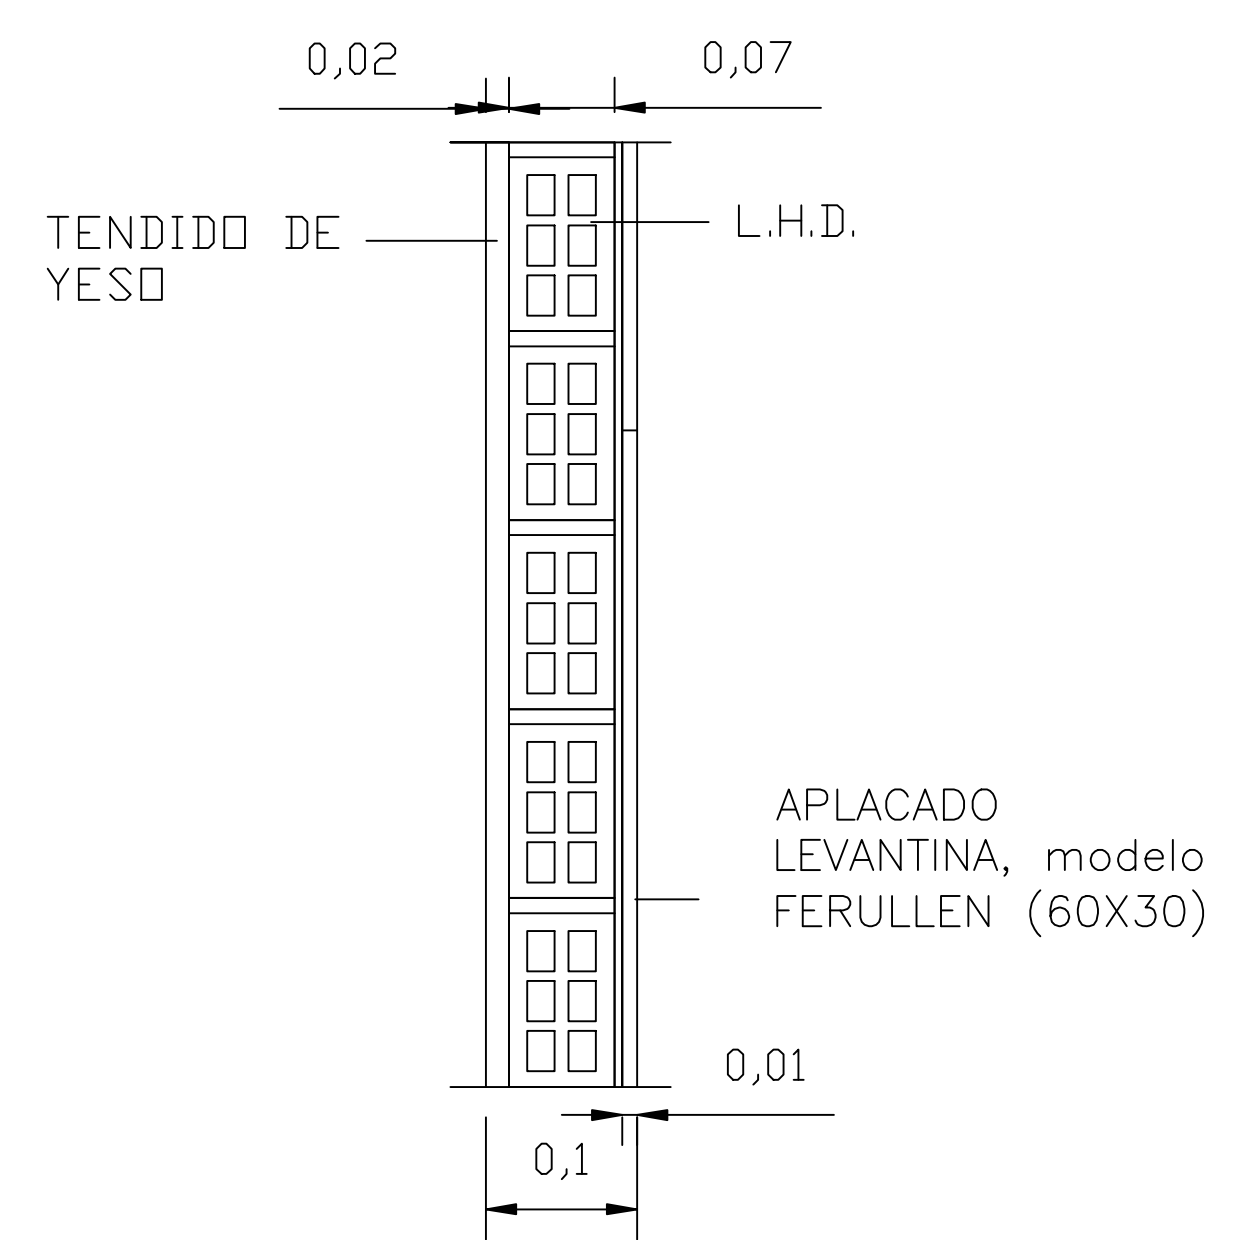 0,02
0,07
TENDIDO DE
YESO
L.H.D.
APLACADO
LEVANTINA, modelo
FERULLEN (60X30)
0,01
0,1